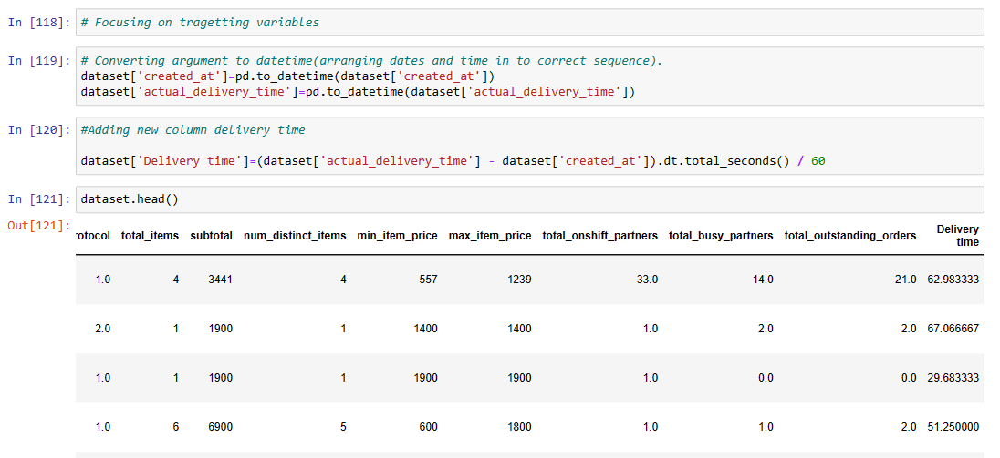 In [118]: # Focusing on tragetting variables
In [119]: # Converting argument to datetime(arranging dates and time in to correct sequence).
dataset['created_at']=pd.to_datetime(dataset['created_at'])
dataset['actual_delivery_time']=pd.to_datetime(dataset['actual_delivery_time'])
In [120]: #Adding new column delivery time
dataset['Delivery time']=(dataset['actual_delivery_time'] - dataset['created_at']).dt.total_seconds() / 60
In [121]: dataset.head()
Out[121]:
rotocol total_items subtotal num_distinct_items min_item_price max_item_price total_onshift_partners total_busy_partners total_outstanding_orders Delivery time
1.0 4 3441 4 557 1239 33.0 14.0 21.0 62.983333
2.0 1 1900 1 1400 1400 1.0 2.0 2.0 67.066667
1.0 1 1900 1 1900 1900 1.0 0.0 0.0 29.683333
1.0 6 6900 5 600 1800 1.0 1.0 2.0 51.250000